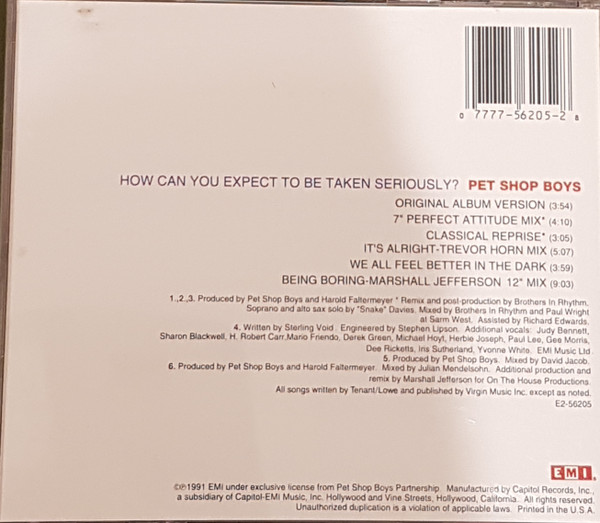 0 7777-56205-2 8
HOW CAN YOU EXPECT TO BE TAKEN SERIOUSLY? PET SHOP BOYS
ORIGINAL ALBUM VERSION (3:54)
7" PERFECT ATTITUDE MIX* (4:10)
CLASSICAL REPRISE* (3:05)
IT'S ALRIGHT-TREVOR HORN MIX (5:07)
WE ALL FEEL BETTER IN THE DARK (3:59)
BEING BORING-MARSHALL JEFFERSON 12" MIX (9:03)
1.,2.,3. Produced by Pet Shop Boys and Harold Faltermeyer * Remix and post-production by Brothers In Rhythm.
Soprano and alto sax solo by "Snake" Davies. Mixed by Brothers In Rhythm and Paul Wright
at Sarm West. Assisted by Richard Edwards.
4. Written by Sterling Void. Engineered by Stephen Lipson. Additional vocals: Judy Bennett,
Sharon Blackwell, H. Robert Carr,Mario Friendo, Derek Green, Michael Hoyt, Herbie Joseph, Paul Lee, Gee Morris,
Dee Ricketts, Iris Sutherland, Yvonne White. EMI Music Ltd
5. Produced by Pet Shop Boys. Mixed by David Jacob.
6. Produced by Pet Shop Boys and Harold Faltermeyer. Mixed by Julian Mendelsohn. Additional production and
remix by Marshall Jefferson for On The House Productions.
All songs written by Tenant/Lowe and published by Virgin Music Inc. except as noted.
E2-56205
EMI
©℗1991 EMI under exclusive license from Pet Shop Boys Partnership. Manufactured by Capitol Records, Inc.,
a subsidiary of Capitol-EMI Music, Inc. Hollywood and Vine Streets, Hollywood, California. All rights reserved.
Unauthorized duplication is a violation of applicable laws. Printed in the U.S.A.